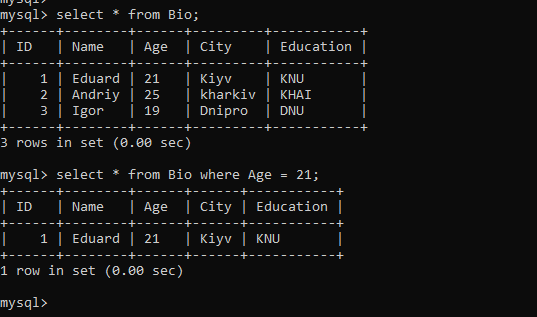 mysql> select * from Bio;
+------+--------+------+---------+-----------+
| ID   | Name   | Age  | City    | Education |
+------+--------+------+---------+-----------+
|    1 | Eduard | 21   | Kiyv    | KNU       |
|    2 | Andriy | 25   | kharkiv | KHAI      |
|    3 | Igor   | 19   | Dnipro  | DNU       |
+------+--------+------+---------+-----------+
3 rows in set (0.00 sec)

mysql> select * from Bio where Age = 21;
+------+--------+------+------+-----------+
| ID   | Name   | Age  | City | Education |
+------+--------+------+------+-----------+
|    1 | Eduard | 21   | Kiyv | KNU       |
+------+--------+------+------+-----------+
1 row in set (0.00 sec)

mysql>